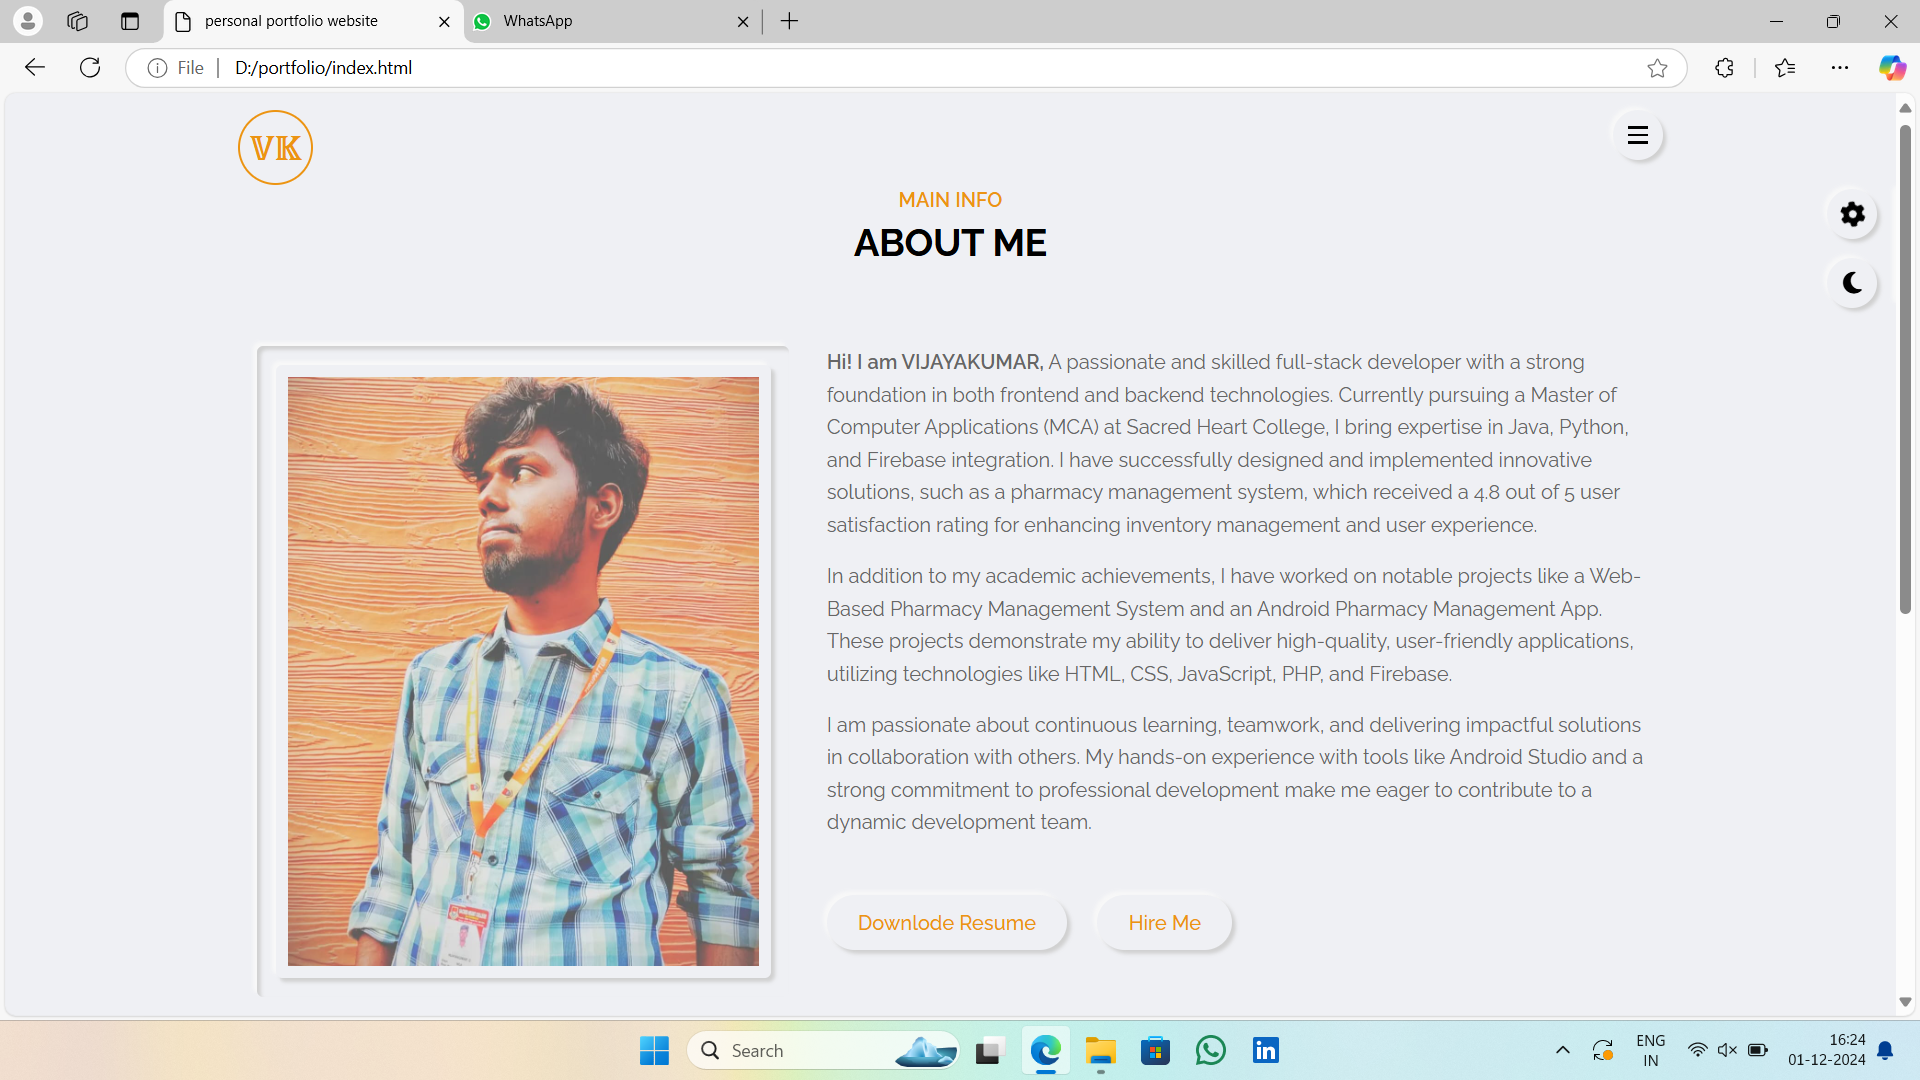 personal portfolio website
WhatsApp
File
D:/portfolio/index.html
VK
MAIN INFO
ABOUT ME
Hi! I am VIJAYAKUMAR, A passionate and skilled full-stack developer with a strong
foundation in both frontend and backend technologies. Currently pursuing a Master of
Computer Applications (MCA) at Sacred Heart College, I bring expertise in Java, Python,
and Firebase integration. I have successfully designed and implemented innovative
solutions, such as a pharmacy management system, which received a 4.8 out of 5 user
satisfaction rating for enhancing inventory management and user experience.
In addition to my academic achievements, I have worked on notable projects like a Web-
Based Pharmacy Management System and an Android Pharmacy Management App.
These projects demonstrate my ability to deliver high-quality, user-friendly applications,
utilizing technologies like HTML, CSS, JavaScript, PHP, and Firebase.
I am passionate about continuous learning, teamwork, and delivering impactful solutions
in collaboration with others. My hands-on experience with tools like Android Studio and a
strong commitment to professional development make me eager to contribute to a
dynamic development team.
Downlode Resume
Hire Me
Search
in
ENG
IN
16:24
01-12-2024